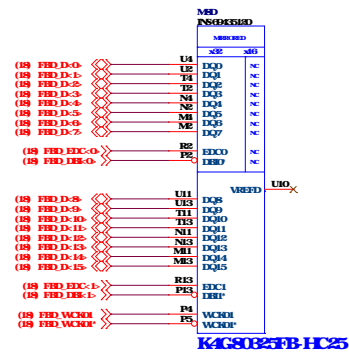 M8D
MIRRORED
x32 x16
(18) FBD_D<0> U4 DQ0 NC
(18) FBD_D<1> U2 DQ1 NC
(18) FBD_D<2> T4 DQ2 NC
(18) FBD_D<3> T2 DQ3 NC
(18) FBD_D<4> N4 DQ4 NC
(18) FBD_D<5> N2 DQ5 NC
(18) FBD_D<6> M4 DQ6 NC
(18) FBD_D<7> M2 DQ7 NC
(18) FBD_EDC<0> R2 EDC0 NC
(18) FBD_DBI<0> P2 DBI0* NC
VREFD U10
(18) FBD_D<8> U11 DQ8
(18) FBD_D<9> U13 DQ9
(18) FBD_D<10> T11 DQ10
(18) FBD_D<11> T13 DQ11
(18) FBD_D<12> N11 DQ12
(18) FBD_D<13> N13 DQ13
(18) FBD_D<14> M11 DQ14
(18) FBD_D<15> M13 DQ15
(18) FBD_EDC<1> R13 EDC1
(18) FBD_DBI<1> P13 DBI1*
(18) FBD_WCK01 P4 WCK01
(18) FBD_WCK01* P5 WCK01*
K4G80325FB-HC25